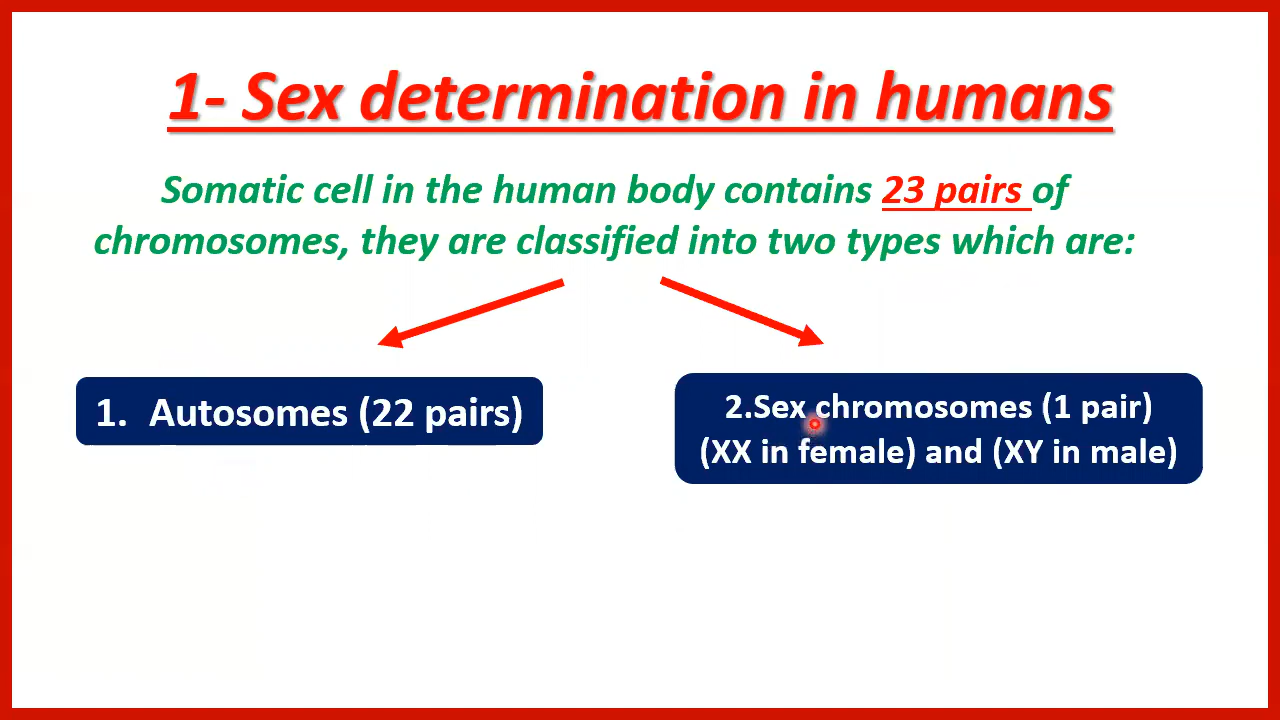 1- Sex determination in humans
Somatic cell in the human body contains 23 pairs of
chromosomes, they are classified into two types which are:
1. Autosomes (22 pairs)
2.Sex chromosomes (1 pair)
(XX in female) and (XY in male)